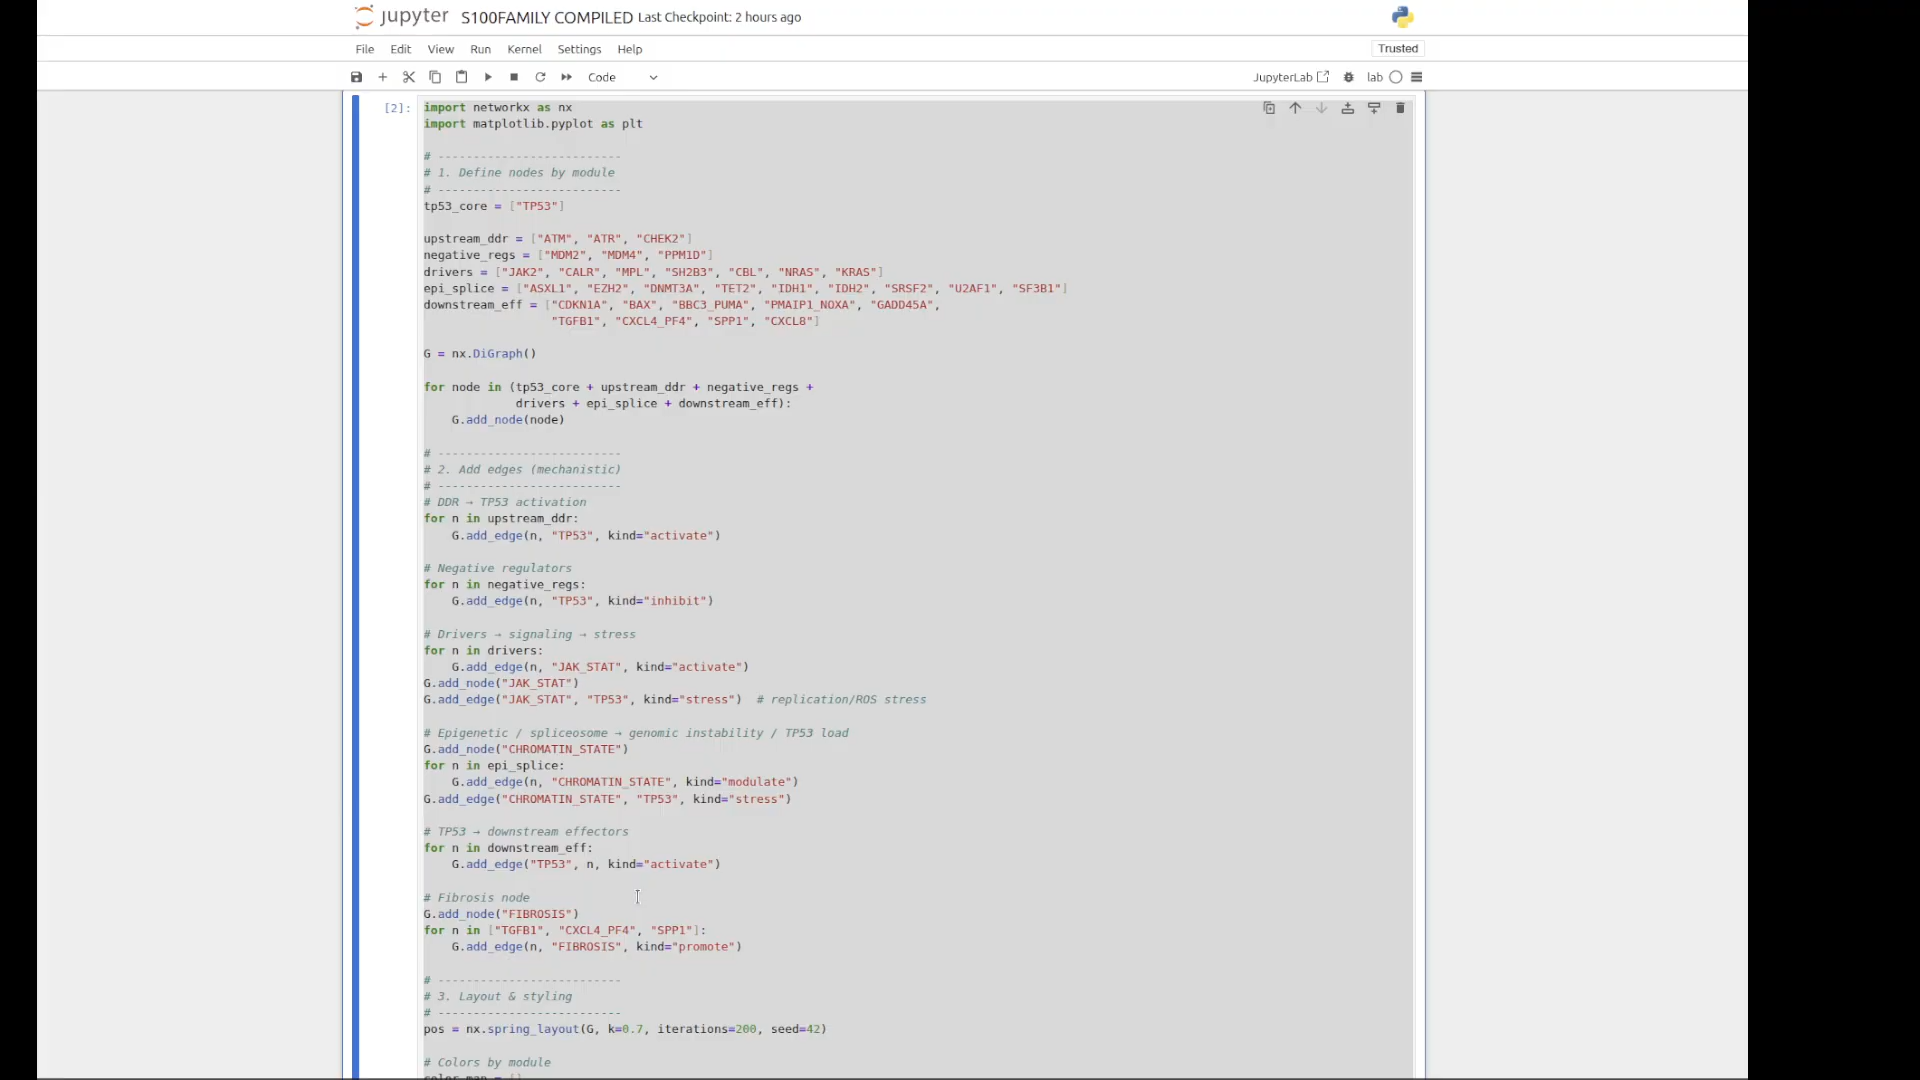 jupyter S100FAMILY COMPILED Last Checkpoint: 2 hours ago
File Edit View Run Kernel Settings Help Trusted
Code JupyterLab lab
[2]: import networkx as nx
import matplotlib.pyplot as plt
# --------------------------
# 1. Define nodes by module
# --------------------------
tp53_core = ["TP53"]
upstream_ddr = ["ATM", "ATR", "CHEK2"]
negative_regs = ["MDM2", "MDM4", "PPM1D"]
drivers = ["JAK2", "CALR", "MPL", "SH2B3", "CBL", "NRAS", "KRAS"]
epi_splice = ["ASXL1", "EZH2", "DNMT3A", "TET2", "IDH1", "IDH2", "SRSF2", "U2AF1", "SF3B1"]
downstream_eff = ["CDKN1A", "BAX", "BBC3_PUMA", "PMAIP1_NOXA", "GADD45A",
"TGFB1", "CXCL4_PF4", "SPP1", "CXCL8"]
G = nx.DiGraph()
for node in (tp53_core + upstream_ddr + negative_regs +
drivers + epi_splice + downstream_eff):
G.add_node(node)
# --------------------------
# 2. Add edges (mechanistic)
# --------------------------
# DDR → TP53 activation
for n in upstream_ddr:
G.add_edge(n, "TP53", kind="activate")
# Negative regulators
for n in negative_regs:
G.add_edge(n, "TP53", kind="inhibit")
# Drivers → signaling → stress
for n in drivers:
G.add_edge(n, "JAK_STAT", kind="activate")
G.add_node("JAK_STAT")
G.add_edge("JAK_STAT", "TP53", kind="stress")  # replication/ROS stress
# Epigenetic / spliceosome → genomic instability / TP53 load
G.add_node("CHROMATIN_STATE")
for n in epi_splice:
G.add_edge(n, "CHROMATIN_STATE", kind="modulate")
G.add_edge("CHROMATIN_STATE", "TP53", kind="stress")
# TP53 → downstream effectors
for n in downstream_eff:
G.add_edge("TP53", n, kind="activate")
# Fibrosis node
G.add_node("FIBROSIS")
for n in ["TGFB1", "CXCL4_PF4", "SPP1"]:
G.add_edge(n, "FIBROSIS", kind="promote")
# --------------------------
# 3. Layout & styling
# --------------------------
pos = nx.spring_layout(G, k=0.7, iterations=200, seed=42)
# Colors by module